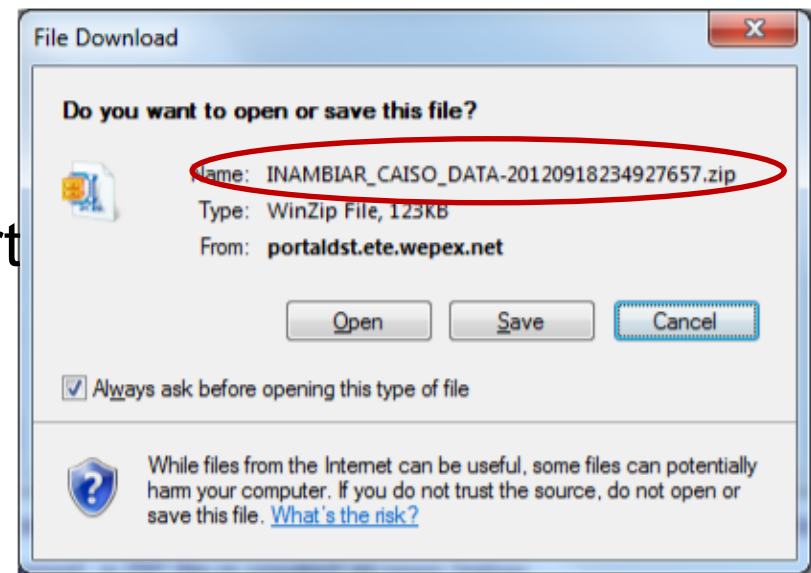 File Download
Do you want to open or save this file?
Name: INAMBIAR_CAISO_DATA-20120918234927657.zip
Type: WinZip File, 123KB
From: portaldst.ete.wepex.net
Open Save Cancel
Always ask before opening this type of file
While files from the Internet can be useful, some files can potentially
harm your computer. If you do not trust the source, do not open or
save this file. What's the risk?